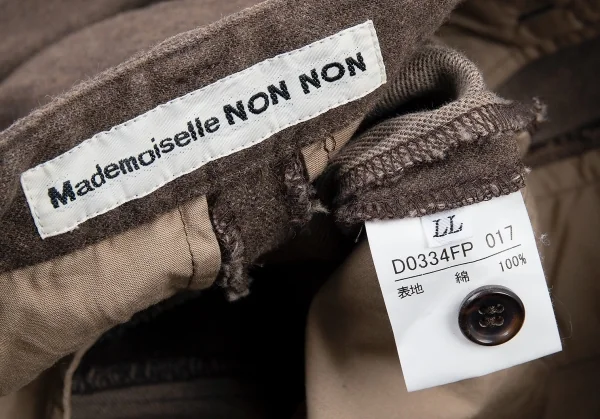 Mademoiselle NON NON
LL
D0334FP 017
表地 綿 100%